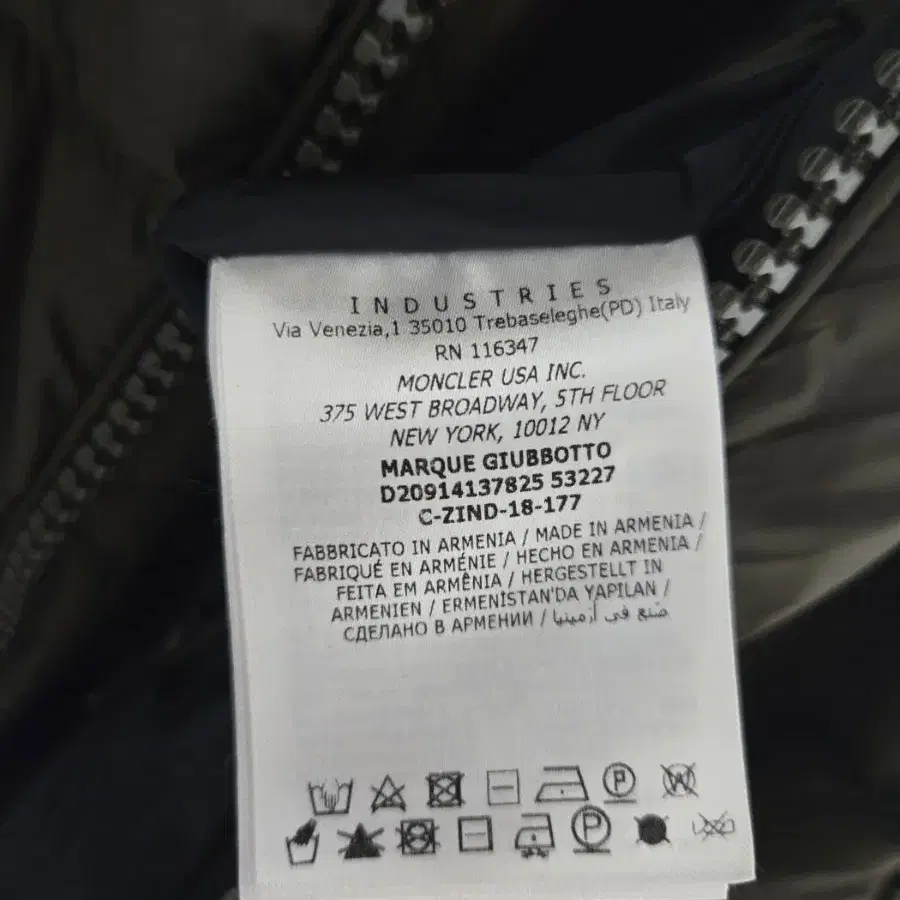 INDUSTRIES
Via Venezia,1 35010 Trebaseleghe(PD) Italy
RN 116347
MONCLER USA INC.
375 WEST BROADWAY, 5TH FLOOR
NEW YORK, 10012 NY
MARQUE GIUBBOTTO
D20914137825 53227
C-ZIND-18-177
FABBRICATO IN ARMENIA / MADE IN ARMENIA /
FABRIQUÉ EN ARMÉNIE / HECHO EN ARMENIA /
FEITA EM ARMÊNIA / HERGESTELLT IN
ARMENIEN / ERMENİSTAN'DA YAPILAN /
СДЕЛАНО В АРМЕНИИ / صنع في أرمينيا
P W
P